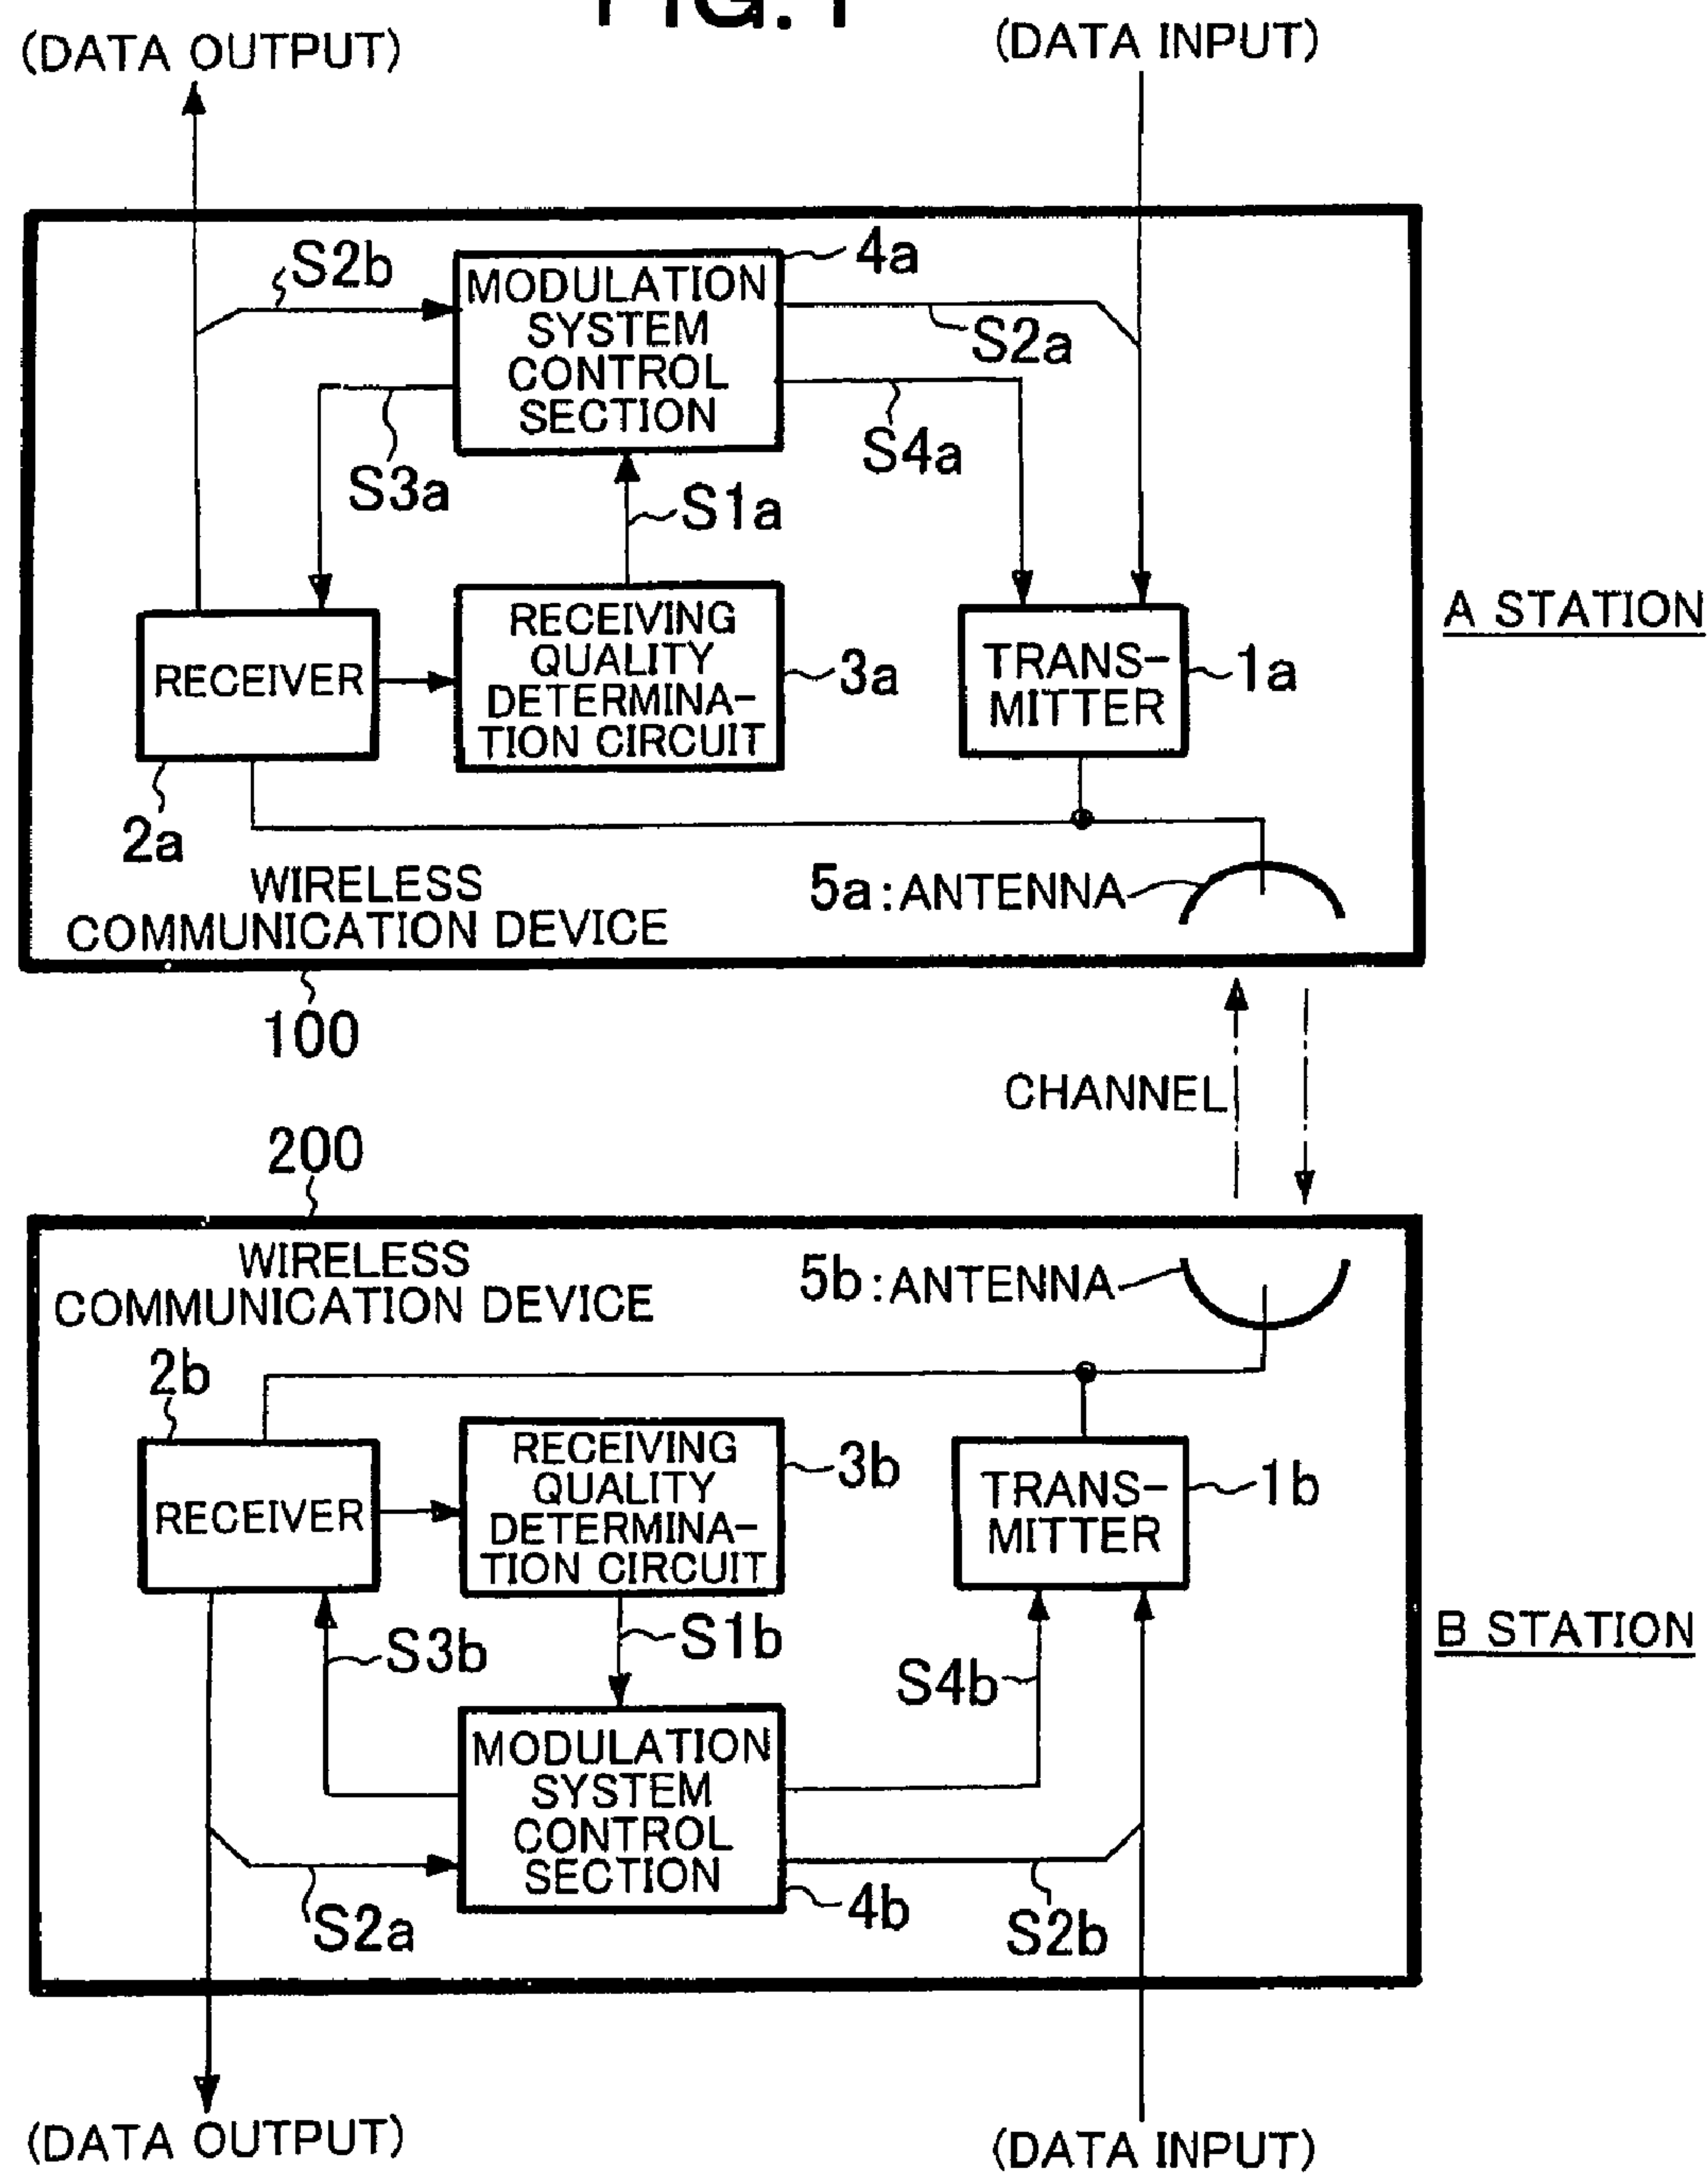 FIG. 1
(DATA OUTPUT)
(DATA INPUT)
S2b
4a
MODULATION
SYSTEM
CONTROL
SECTION
S2a
S3a
S4a
S1a
A STATION
RECEIVER
RECEIVING
QUALITY
DETERMINA-
TION CIRCUIT
3a
TRANS-
MITTER
1a
2a
WIRELESS
COMMUNICATION DEVICE
5a:ANTENNA
100
CHANNEL
200
WIRELESS
COMMUNICATION DEVICE
5b:ANTENNA
2b
RECEIVER
RECEIVING
QUALITY
DETERMINA-
TION CIRCUIT
3b
TRANS-
MITTER
1b
S3b
S1b
S4b
B STATION
MODULATION
SYSTEM
CONTROL
SECTION
4b
S2a
S2b
(DATA OUTPUT)
(DATA INPUT)